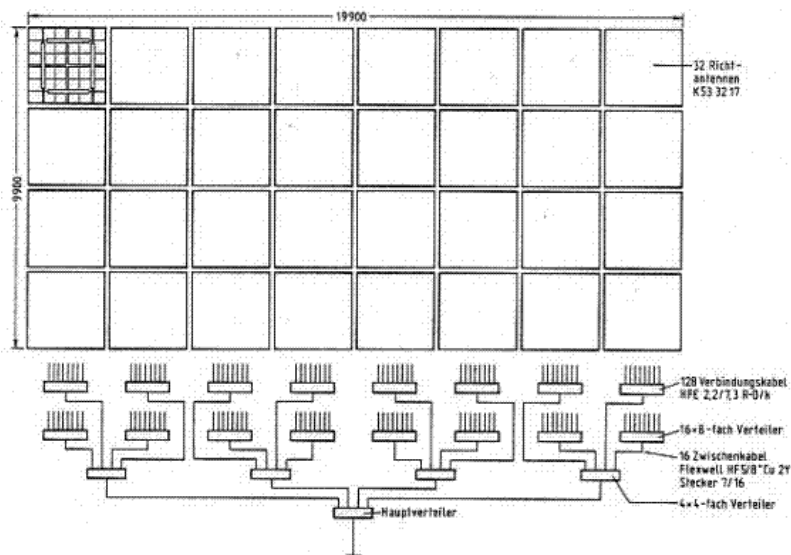 19900
9900
32 Richt-
antennen
K53 32 17
128 Verbindungskabel
HFE 2,2/7,3 R-0/k
16×8-fach Verteiler
16 Zwischenkabel
Flexwell HF5/8"Cu 2Y
Stecker 7/16
4×4-fach Verteiler
Hauptverteiler